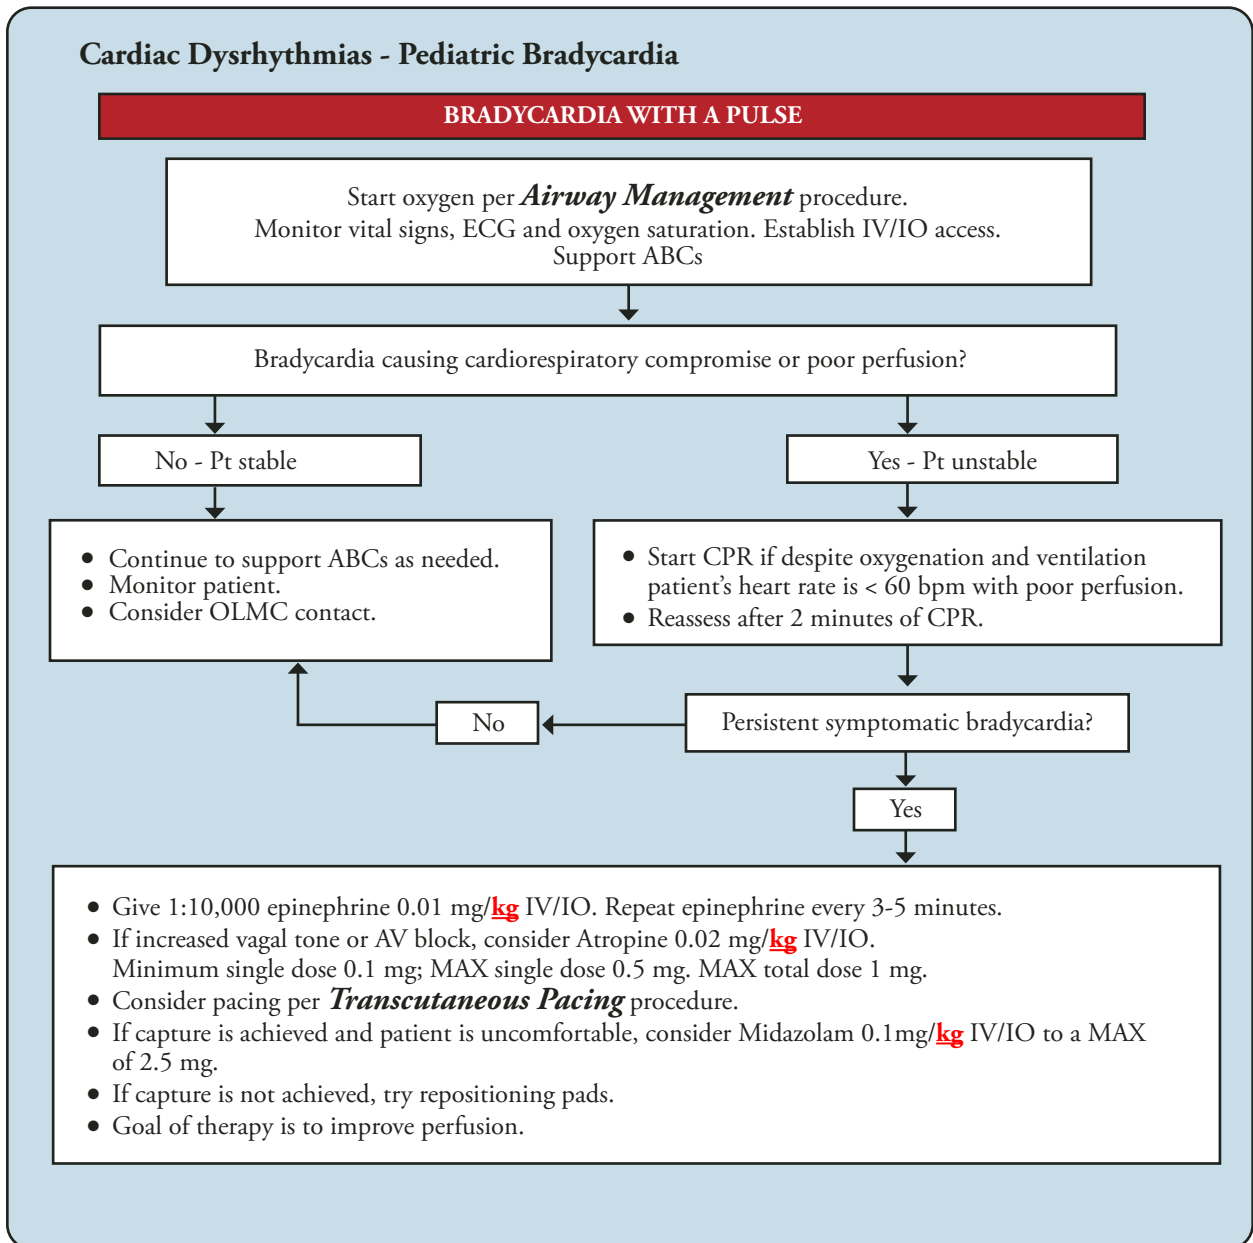 Cardiac Dysrhythmias - Pediatric Bradycardia
BRADYCARDIA WITH A PULSE
Start oxygen per Airway Management procedure.
Monitor vital signs, ECG and oxygen saturation. Establish IV/IO access.
Support ABCs
Bradycardia causing cardiorespiratory compromise or poor perfusion?
No - Pt stable
Yes - Pt unstable
• Continue to support ABCs as needed.
• Monitor patient.
• Consider OLMC contact.
• Start CPR if despite oxygenation and ventilation
patient’s heart rate is < 60 bpm with poor perfusion.
• Reassess after 2 minutes of CPR.
Persistent symptomatic bradycardia?
No
Yes
• Give 1:10,000 epinephrine 0.01 mg/kg IV/IO. Repeat epinephrine every 3-5 minutes.
• If increased vagal tone or AV block, consider Atropine 0.02 mg/kg IV/IO.
Minimum single dose 0.1 mg; MAX single dose 0.5 mg. MAX total dose 1 mg.
• Consider pacing per Transcutaneous Pacing procedure.
• If capture is achieved and patient is uncomfortable, consider Midazolam 0.1mg/kg IV/IO to a MAX
of 2.5 mg.
• If capture is not achieved, try repositioning pads.
• Goal of therapy is to improve perfusion.